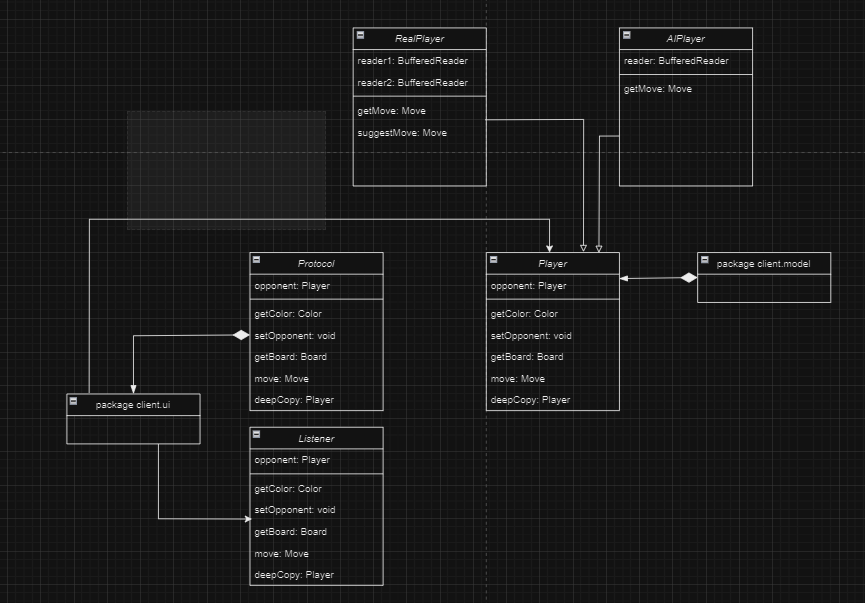 RealPlayer
reader1: BufferedReader
reader2: BufferedReader
getMove: Move
suggestMove: Move
AIPlayer
reader: BufferedReader
getMove: Move
Protocol
opponent: Player
getColor: Color
setOpponent: void
getBoard: Board
move: Move
deepCopy: Player
Player
opponent: Player
getColor: Color
setOpponent: void
getBoard: Board
move: Move
deepCopy: Player
package client.model
package client.ui
Listener
opponent: Player
getColor: Color
setOpponent: void
getBoard: Board
move: Move
deepCopy: Player